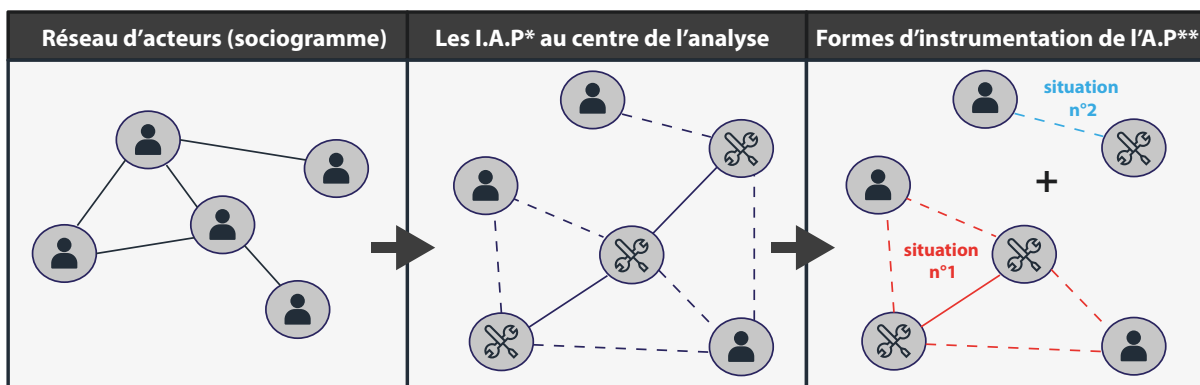 Réseau d’acteurs (sociogramme)
Les I.A.P* au centre de l’analyse
Formes d’instrumentation de l’A.P**
situation
n°2
+
situation
n°1